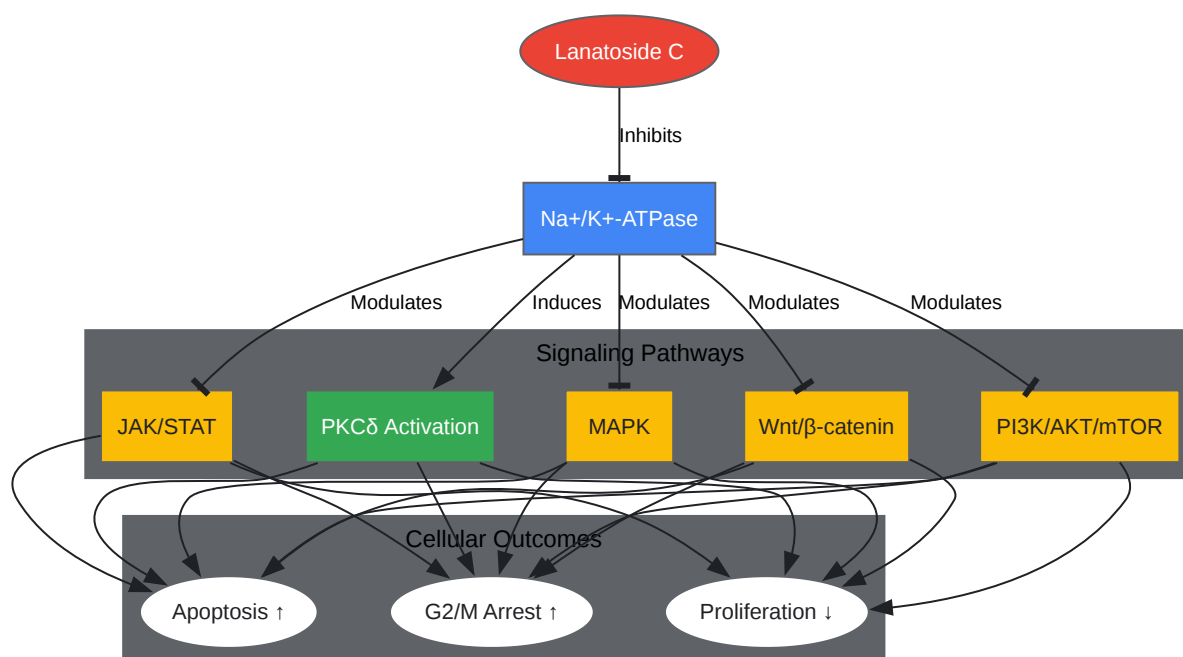 Lanatoside C
Inhibits
Na+/K+-ATPase
Modulates
Induces
Modulates
Modulates
Modulates
Signaling Pathways
JAK/STAT
PKCδ Activation
MAPK
Wnt/β-catenin
PI3K/AKT/mTOR
Cellular Outcomes
Apoptosis ↑
G2/M Arrest ↑
Proliferation ↓